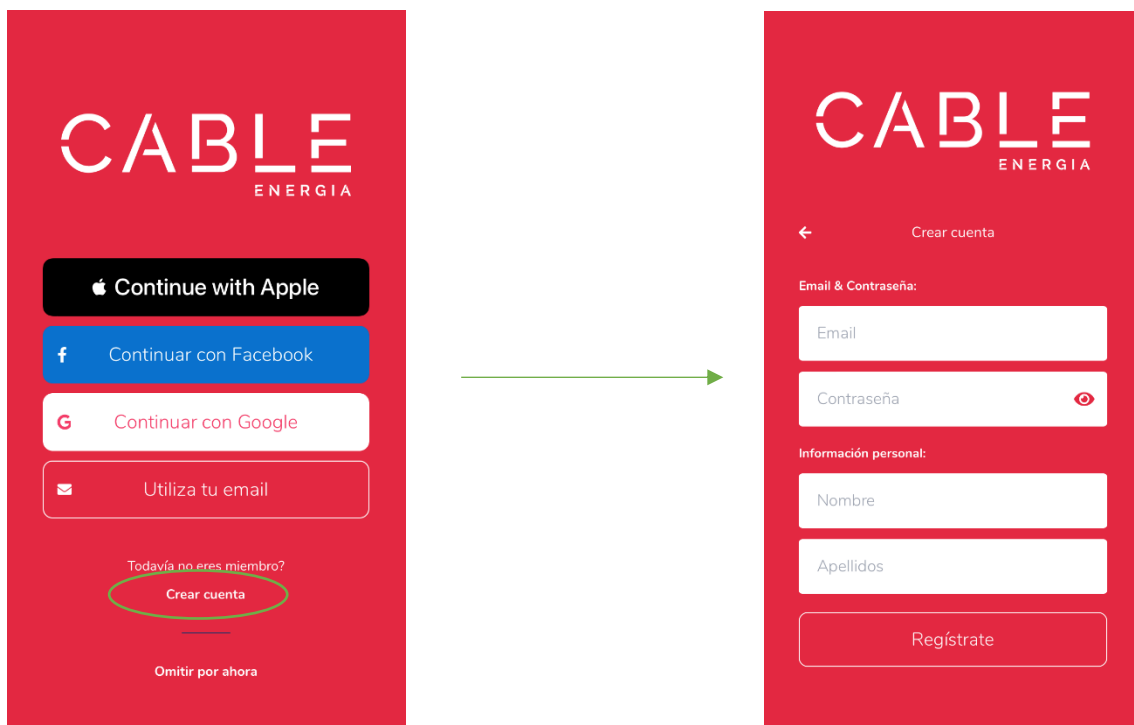 CABLE
ENERGIA
Continue with Apple
Continuar con Facebook
G Continuar con Google
Utiliza tu email
Todavía no eres miembro?
Crear cuenta
Omitir por ahora
CABLE
ENERGIA
Crear cuenta
Email & Contraseña:
Email
Contraseña
Información personal:
Nombre
Apellidos
Regístrate